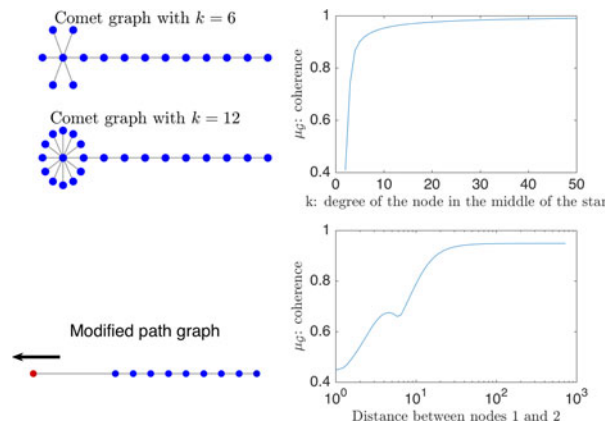 Comet graph with k = 6
Comet graph with k = 12
Modified path graph
1
0.8
0.6
0.4
μ𝒢: coherence
0 10 20 30 40 50
k: degree of the node in the middle of the star
1
0.8
0.6
0.4
μ𝒢: coherence
10⁰ 10¹ 10² 10³
Distance between nodes 1 and 2